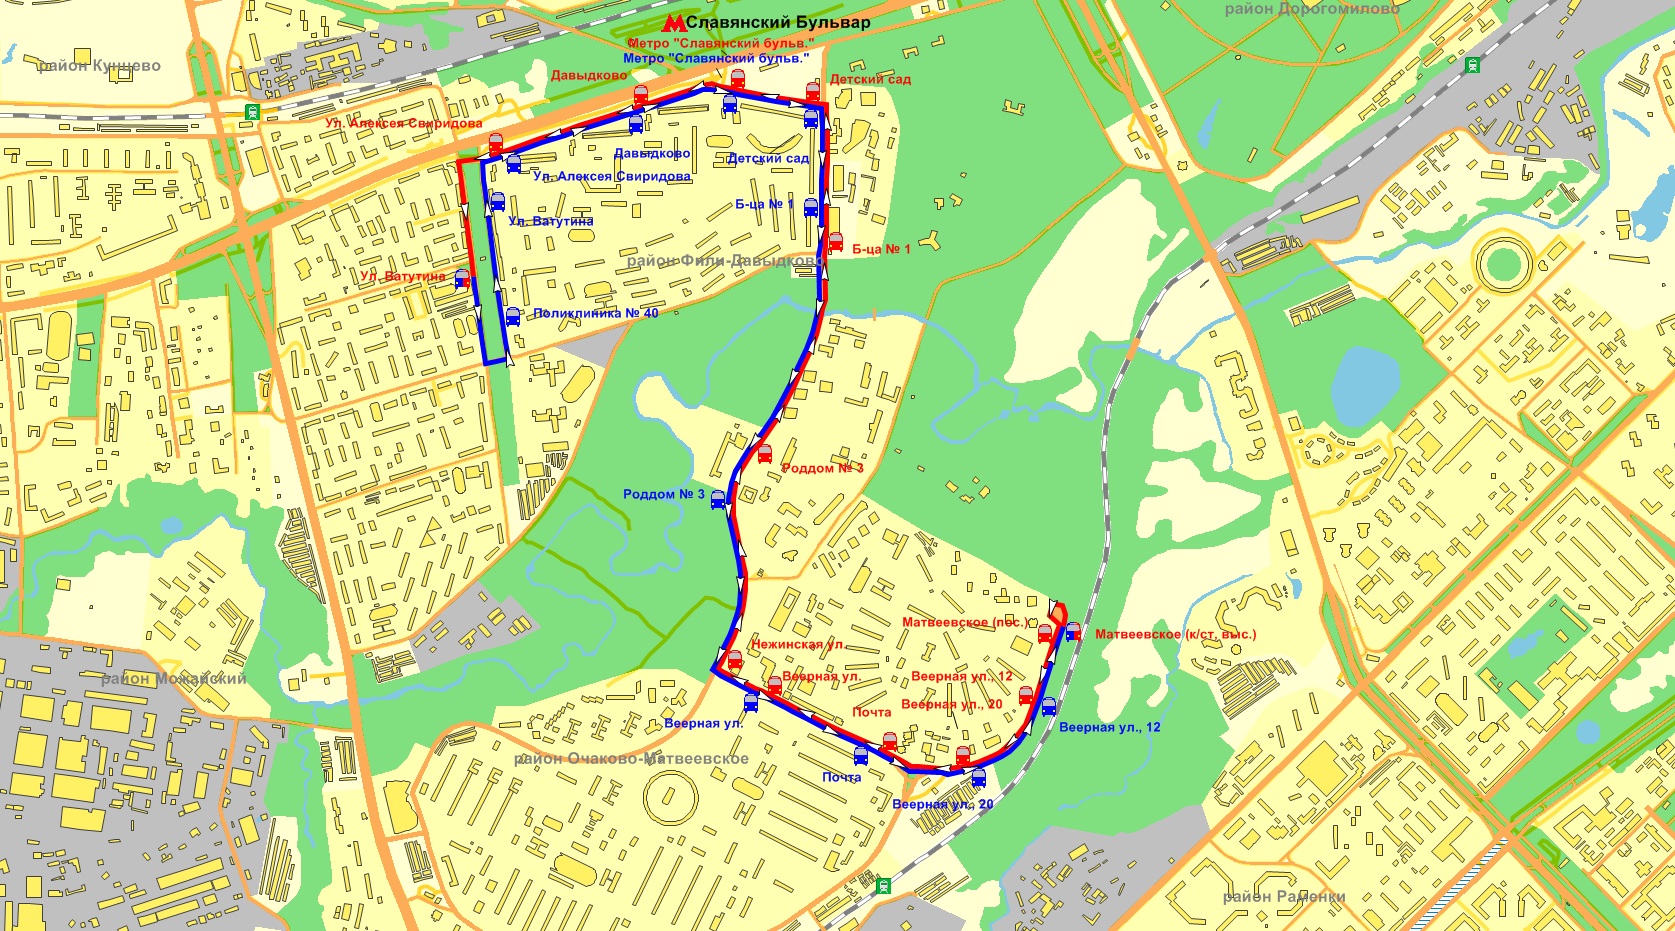 район Дорогомилово
Славянский Бульвар
Метро "Славянский бульв."
Метро "Славянский бульв."
район Кунцево
Давыдково
Детский сад
Ул. Алексея Свиридова
Давыдково
Детский сад
Ул. Алексея Свиридова
Б-ца № 1
Ул. Ватутина
Б-ца № 1
район Фили-Давыдково
Ул. Ватутина
Поликлиника № 40
Роддом № 3
Роддом № 3
Матвеевское (пос.)
Матвеевское (к/ст, выс.)
Нежинская ул.
Веерная ул.
Веерная ул., 12
район Можайский
Веерная ул., 20
Почта
Веерная ул.
Веерная ул., 12
район Очаково-Матвеевское
Почта
Веерная ул., 20
район Раменки